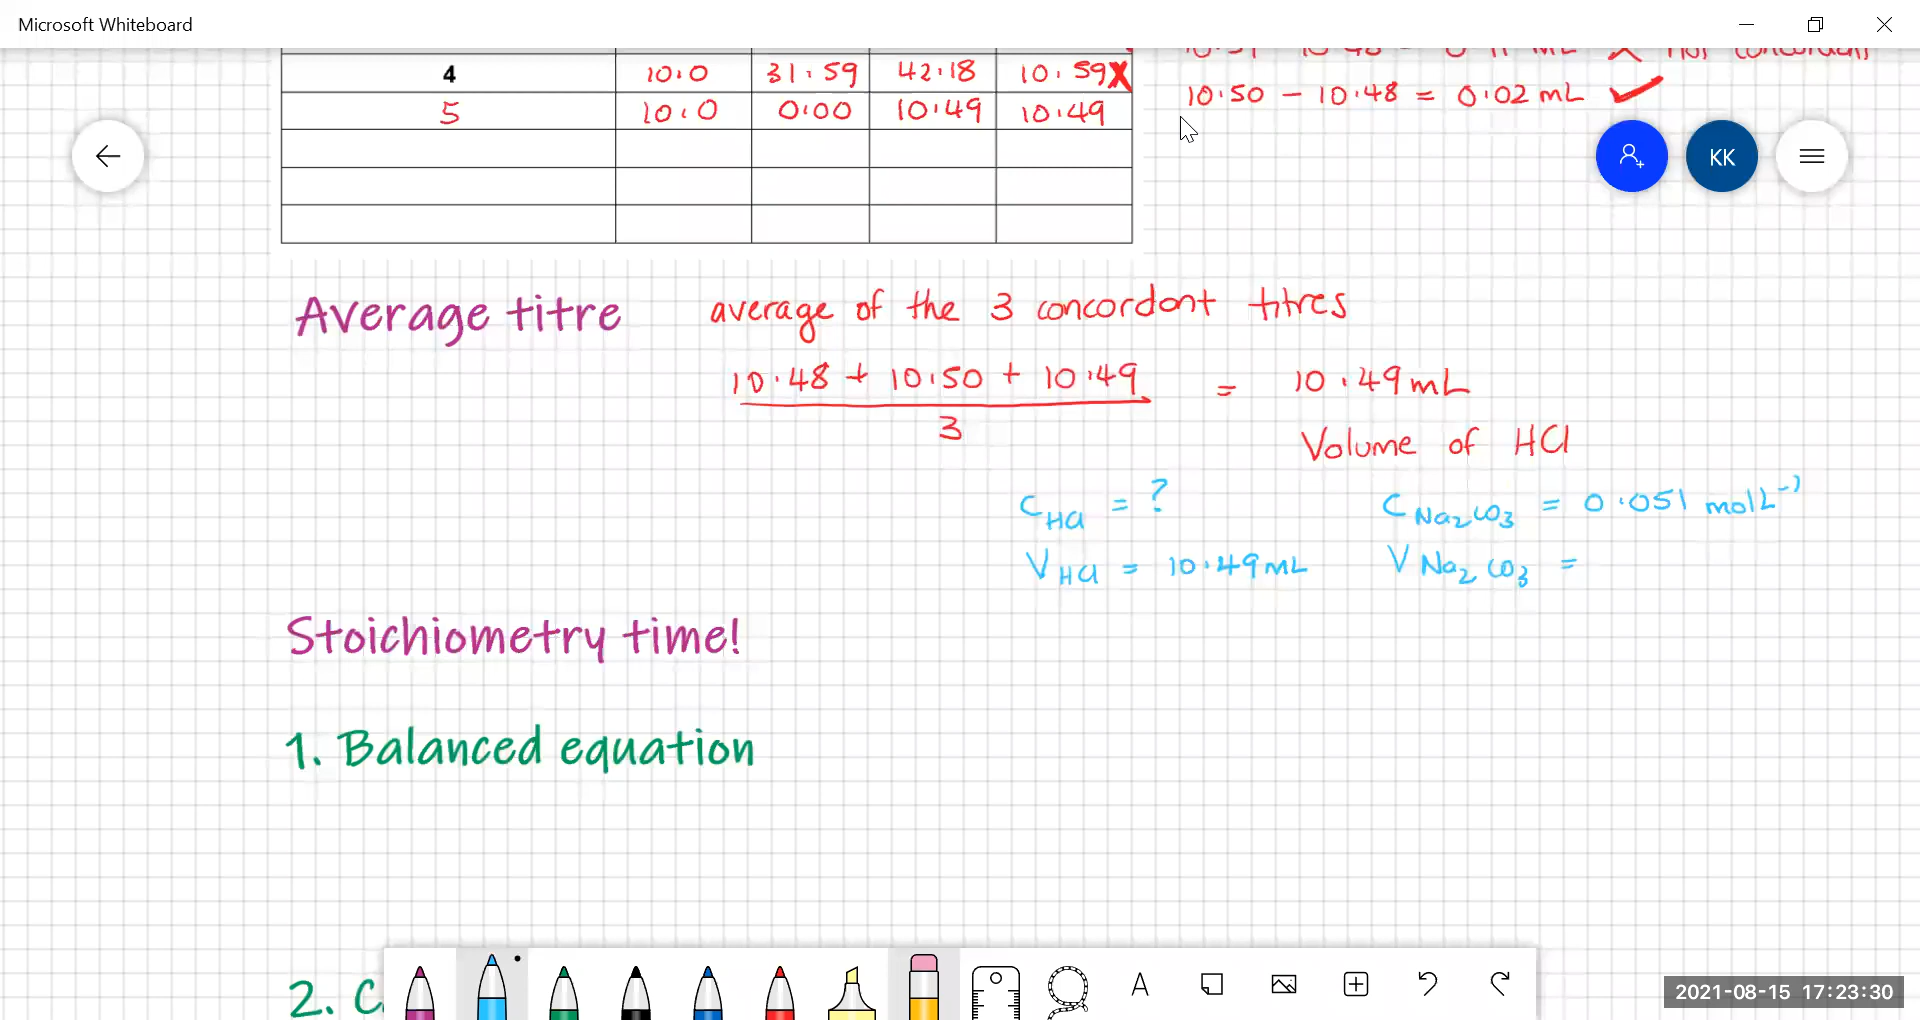 Microsoft Whiteboard
4 10.0 31.59 42.18 10.59 X
5 10.0 0.00 10.49 10.49
10.50 - 10.48 = 0.02 mL ✓
KK
Average titre
average of the 3 concordont titres
10.48 + 10.50 + 10.49
3
= 10.49 mL
Volume of HCl
C HCl = ?
C Na2CO3 = 0.051 mol L-1
V HCl = 10.49 mL
V Na2CO3 =
Stoichiometry time!
1. Balanced equation
2. C
A
2021-08-15 17:23:30